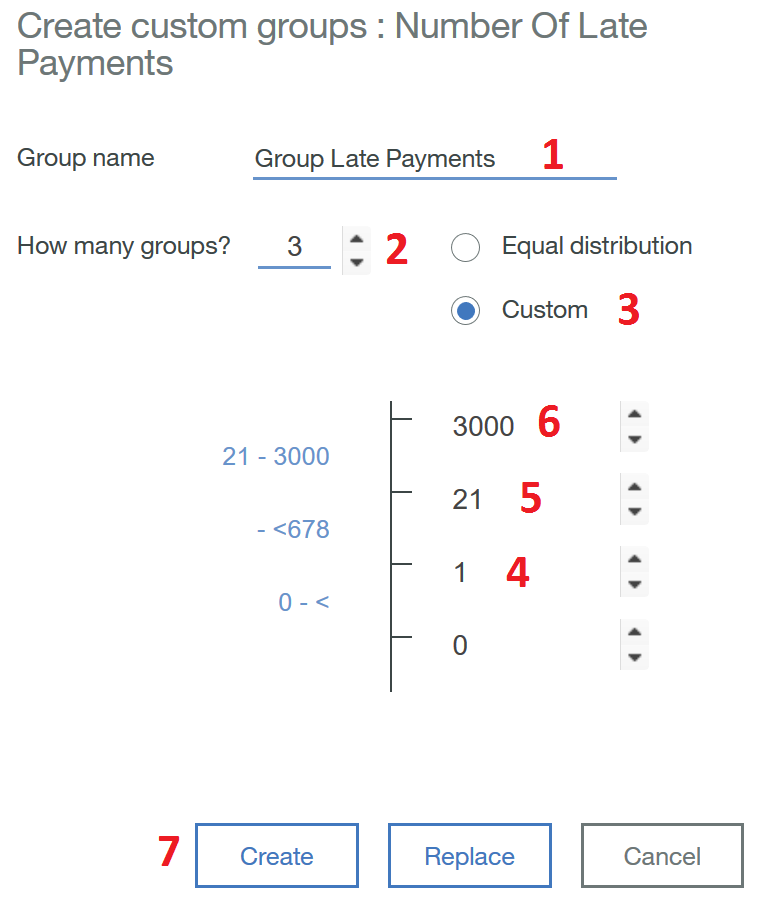 Create custom groups : Number Of Late
Payments
Group name
Group Late Payments
1
How many groups?
3
2
Equal distribution
Custom
3
3000
6
21 - 3000
21
5
- <678
1
4
0 - <
0
7
Create
Replace
Cancel